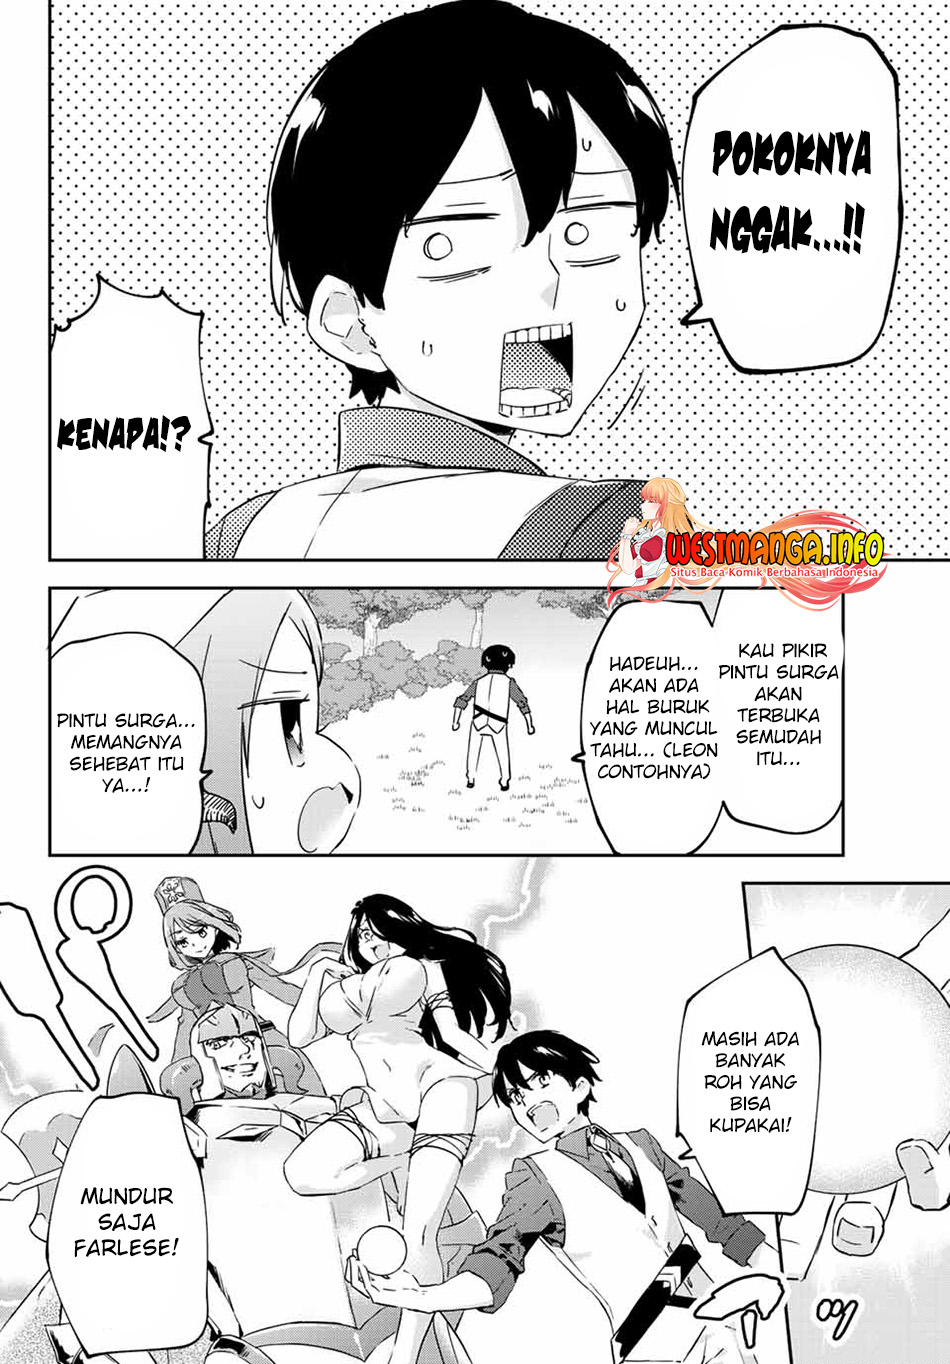 POKOKNYA
NGGAK...!!
KENAPA!?
WESTMANGA.INFO
Situs Baca Komik Berbahasa Indonesia
KAU PIKIR
PINTU SURGA
AKAN
TERBUKA
SEMUDAH
ITU...
HADEUH...
AKAN ADA
HAL BURUK
YANG MUNCUL
TAHU... (LEON
CONTOHNYA)
PINTU SURGA...
MEMANGNYA
SEHEBAT ITU
YA...!
MASIH ADA
BANYAK
ROH YANG
BISA
KUPAKAI!
MUNDUR
SAJA
FARLESE!